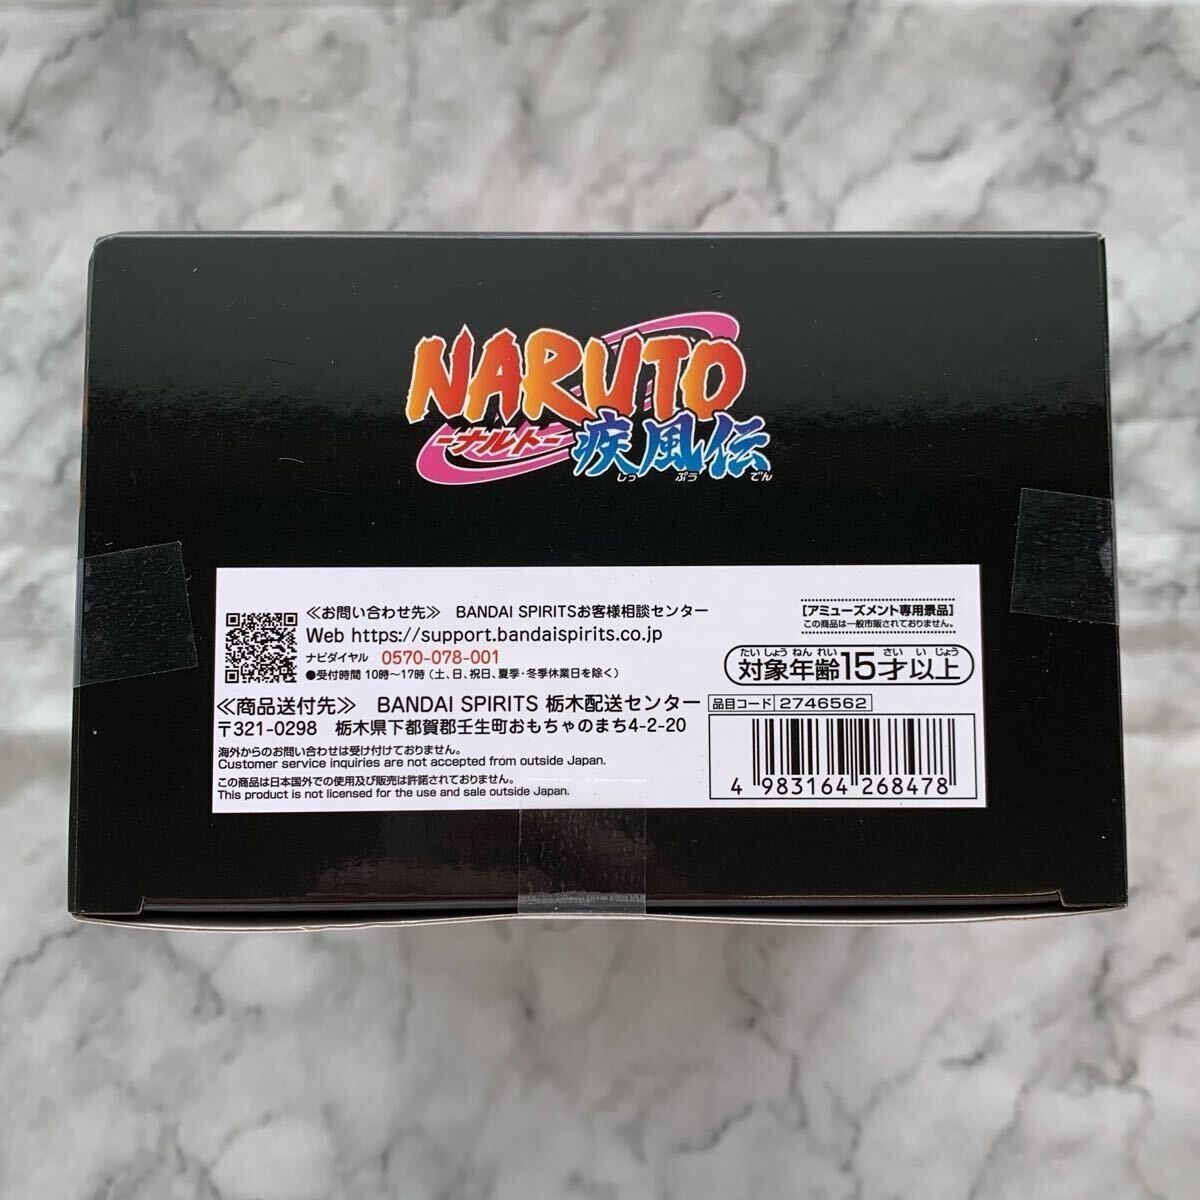 NARUTO
-ナルト-
疾風伝
しっ ぷう でん
≪お問い合わせ先≫ BANDAI SPIRITSお客様相談センター
Web https://support.bandaispirits.co.jp
ナビダイヤル 0570-078-001
●受付時間 10時～17時（土、日、祝日、夏季・冬季休業日を除く）
≪商品送付先≫ BANDAI SPIRITS 栃木配送センター
〒321-0298 栃木県下都賀郡壬生町おもちゃのまち4-2-20
海外からのお問い合わせは受け付けておりません。
Customer service inquiries are not accepted from outside Japan.
この商品は日本国外での使用及び販売は許諾されておりません。
This product is not licensed for the use and sale outside Japan.
【アミューズメント専用景品】
この商品は一般市販されておりません。
たいしょうねんれい さいいじょう
対象年齢15才以上
品目コード 2746562
4 983164 268478